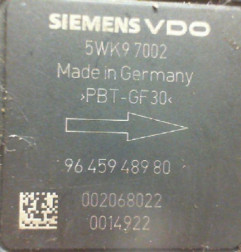 SIEMENS VDO
5WK9 7002
Made in Germany
>PBT-GF30<
96 459 489 80
002068022
0014922